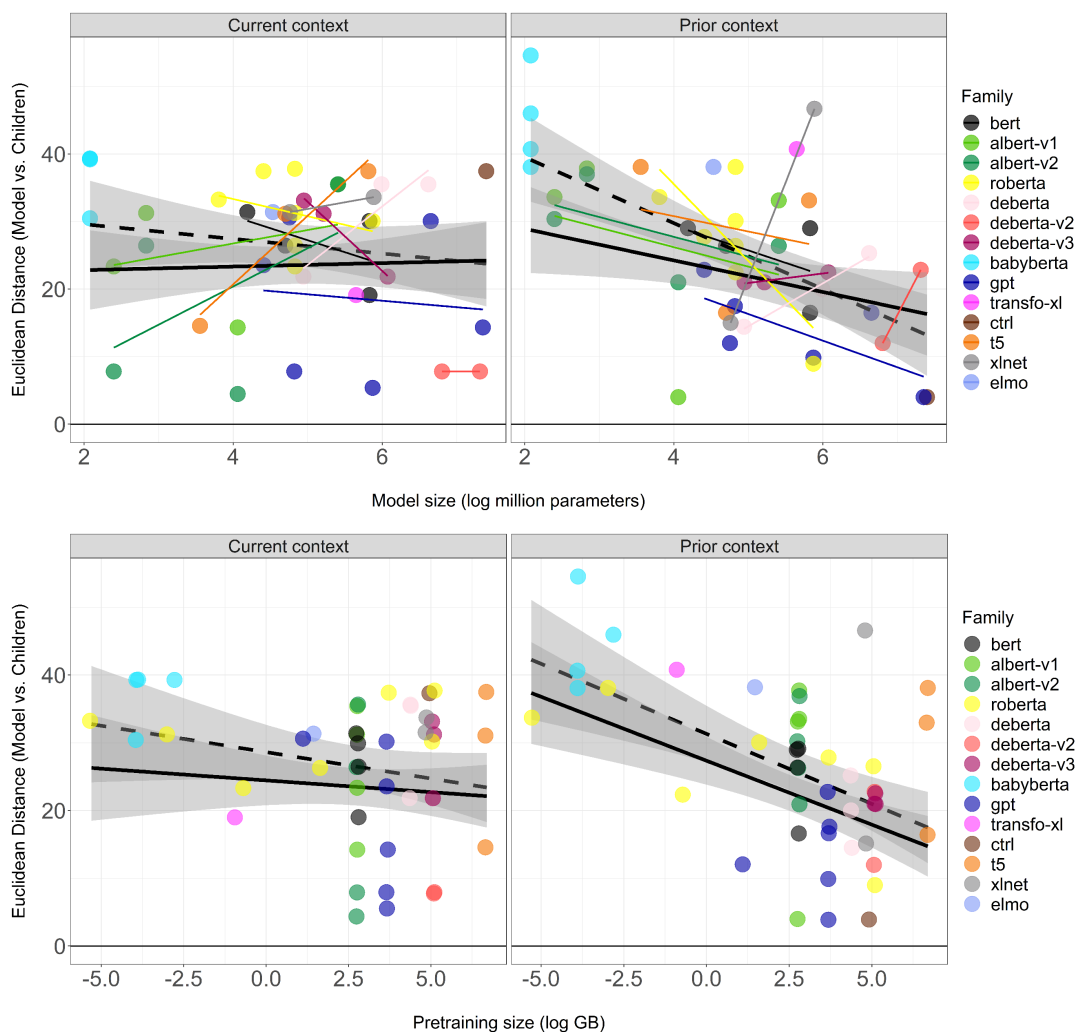 Current context
Prior context
Euclidean Distance (Model vs. Children)
40
20
0
2
4
6
2
4
6
Model size (log million parameters)
Family
bert
albert-v1
albert-v2
roberta
deberta
deberta-v2
deberta-v3
babyberta
gpt
transfo-xl
ctrl
t5
xlnet
elmo
Current context
Prior context
Euclidean Distance (Model vs. Children)
40
20
0
-5.0
-2.5
0.0
2.5
5.0
-5.0
-2.5
0.0
2.5
5.0
Pretraining size (log GB)
Family
bert
albert-v1
albert-v2
roberta
deberta
deberta-v2
deberta-v3
babyberta
gpt
transfo-xl
ctrl
t5
xlnet
elmo